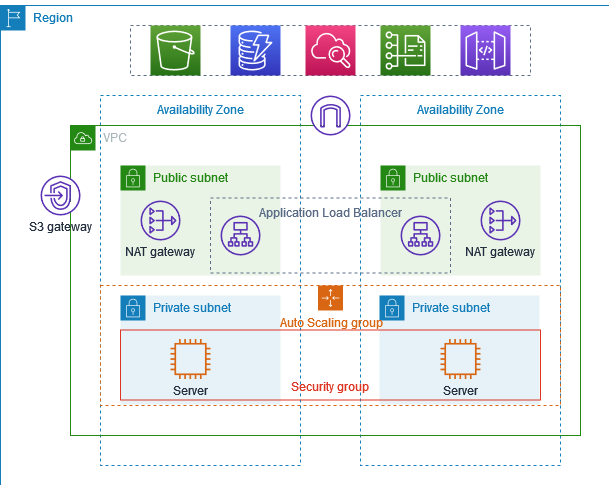 Region
Availability Zone
Availability Zone
VPC
Public subnet
Public subnet
S3 gateway
Application Load Balancer
NAT gateway
NAT gateway
Private subnet
Private subnet
Auto Scaling group
Security group
Server
Server